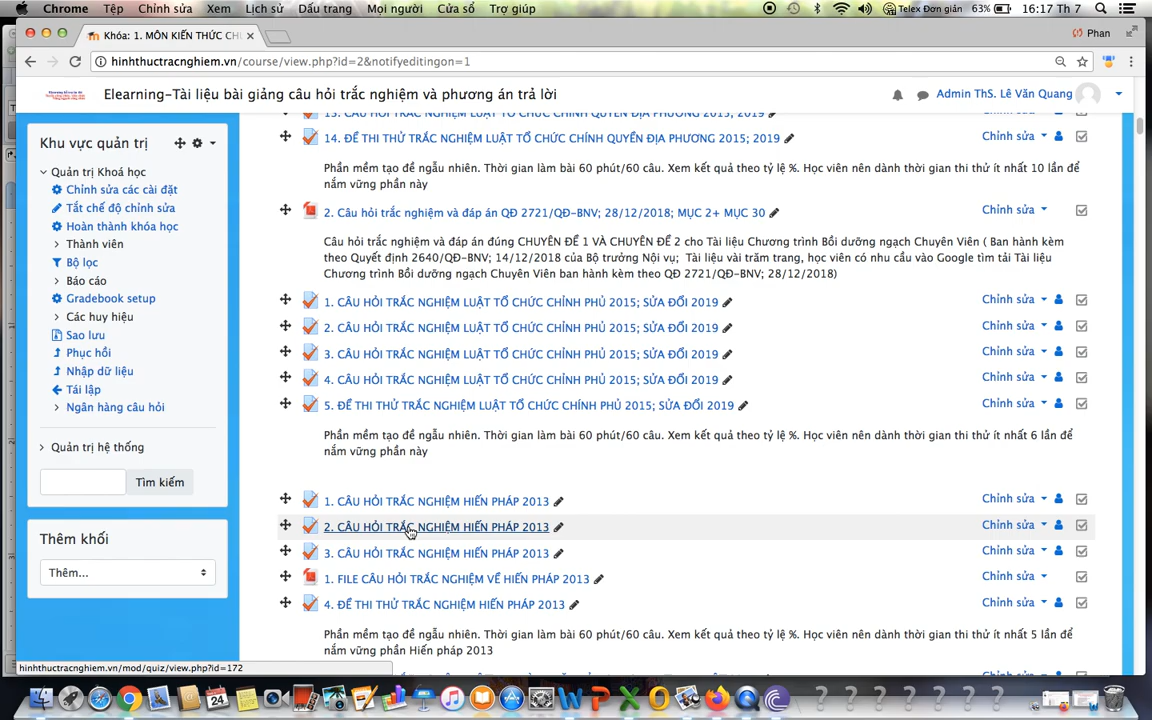 Chrome Tệp Chỉnh sửa Xem Lịch sử Dấu trang Mọi người Cửa sổ Trợ giúp Telex Đơn giản 63% 16:17 Th 7
Khóa: 1. MÔN KIẾN THỨC CH
Phan
hinhthuctracnghiem.vn/course/view.php?id=2&notifyeditingon=1
Elearning-Tài liệu bài giảng câu hỏi trắc nghiệm và phương án trả lời
Admin ThS. Lê Văn Quang
Khu vực quản trị
Quản trị Khoá học
Chỉnh sửa các cài đặt
Tắt chế độ chỉnh sửa
Hoàn thành khóa học
Thành viên
Bộ lọc
Báo cáo
Gradebook setup
Các huy hiệu
Sao lưu
Phục hồi
Nhập dữ liệu
Tái lập
Ngân hàng câu hỏi
Quản trị hệ thống
Tìm kiếm
Thêm khối
Thêm...
13. CÂU HỎI TRẮC NGHIỆM LUẬT TỔ CHỨC CHÍNH QUYỀN ĐỊA PHƯƠNG 2015; 2019
14. ĐỀ THI THỬ TRẮC NGHIỆM LUẬT TỔ CHỨC CHÍNH QUYỀN ĐỊA PHƯƠNG 2015; 2019 Chỉnh sửa
Phần mềm tạo đề ngẫu nhiên. Thời gian làm bài 60 phút/60 câu. Xem kết quả theo tỷ lệ %. Học viên nên dành thời gian thi thử ít nhất 10 lần để
nắm vững phần này
2. Câu hỏi trắc nghiệm và đáp án QĐ 2721/QĐ-BNV; 28/12/2018; MỤC 2+ MỤC 30 Chỉnh sửa
Câu hỏi trắc nghiệm và đáp án đúng CHUYÊN ĐỀ 1 VÀ CHUYÊN ĐỀ 2 cho Tài liệu Chương trình Bồi dưỡng ngạch Chuyên Viên ( Ban hành kèm
theo Quyết định 2640/QĐ-BNV; 14/12/2018 của Bộ trưởng Nội vụ; Tài liệu vài trăm trang, học viên có nhu cầu vào Google tìm tải Tài liệu
Chương trình Bồi dưỡng ngạch Chuyên Viên ban hành kèm theo QĐ 2721/QĐ-BNV; 28/12/2018)
1. CÂU HỎI TRẮC NGHIỆM LUẬT TỔ CHỨC CHÍNH PHỦ 2015; SỬA ĐỔI 2019 Chỉnh sửa
2. CÂU HỎI TRẮC NGHIỆM LUẬT TỔ CHỨC CHÍNH PHỦ 2015; SỬA ĐỔI 2019 Chỉnh sửa
3. CÂU HỎI TRẮC NGHIỆM LUẬT TỔ CHỨC CHÍNH PHỦ 2015; SỬA ĐỔI 2019 Chỉnh sửa
4. CÂU HỎI TRẮC NGHIỆM LUẬT TỔ CHỨC CHÍNH PHỦ 2015; SỬA ĐỔI 2019 Chỉnh sửa
5. ĐỀ THI THỬ TRẮC NGHIỆM LUẬT TỔ CHỨC CHÍNH PHỦ 2015; SỬA ĐỔI 2019 Chỉnh sửa
Phần mềm tạo đề ngẫu nhiên. Thời gian làm bài 60 phút/60 câu. Xem kết quả theo tỷ lệ %. Học viên nên dành thời gian thi thử ít nhất 6 lần để
nắm vững phần này
1. CÂU HỎI TRẮC NGHIỆM HIẾN PHÁP 2013 Chỉnh sửa
2. CÂU HỎI TRẮC NGHIỆM HIẾN PHÁP 2013 Chỉnh sửa
3. CÂU HỎI TRẮC NGHIỆM HIẾN PHÁP 2013 Chỉnh sửa
1. FILE CÂU HỎI TRẮC NGHIỆM VỀ HIẾN PHÁP 2013 Chỉnh sửa
4. ĐỀ THI THỬ TRẮC NGHIỆM HIẾN PHÁP 2013 Chỉnh sửa
Phần mềm tạo đề ngẫu nhiên. Thời gian làm bài 60 phút/60 câu. Xem kết quả theo tỷ lệ %. Học viên nên dành thời gian thi thử ít nhất 5 lần để
nắm vững phần Hiến pháp 2013
hinhthuctracnghiem.vn/mod/quiz/view.php?id=172